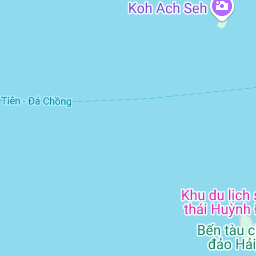 Koh Ach Seh
Tiên - Đá Chồng
Khu du lịch s
thái Huỳnh
Bến tàu c
đảo Hải